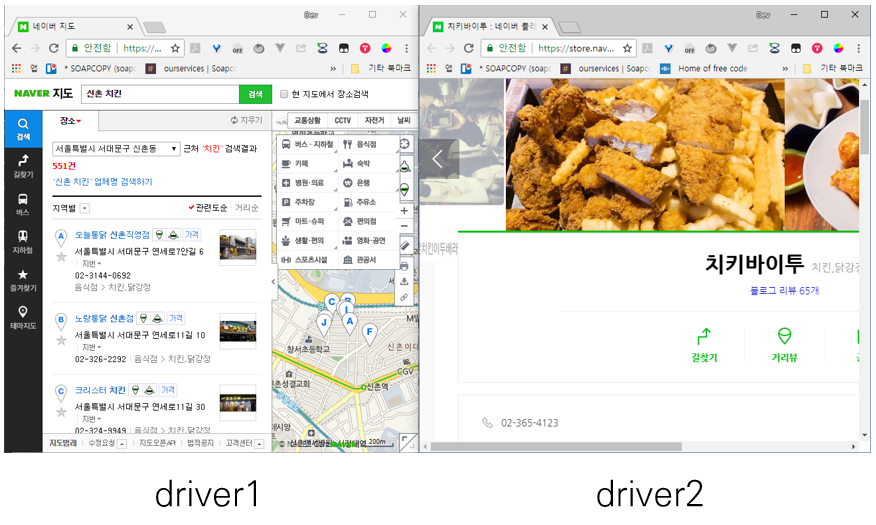 Dev
네이버 지도
안전함 https://...
앱 * SOAPCOPY (soapc ourservices | Soapc » 기타 북마크
NAVER 지도 신촌 치킨 검색 현 지도에서 장소검색
검색
길찾기
버스
지하철
즐겨찾기
테마지도
장소 지우기
서울특별시 서대문구 신촌동 근처 '치킨' 검색결과
551건
'신촌 치킨' 업체명 검색하기
지역별 관련도순 · 거리순
A 오늘통닭 신촌직영점 가격
서울특별시 서대문구 연세로7안길 6
지번
02-3144-0692
음식점 > 치킨,닭강정
B 노랑통닭 신촌점 가격
서울특별시 서대문구 연세로11길 10
지번
02-326-2292 음식점 > 치킨,닭강정
C 크리스터 치킨 가격
서울특별시 서대문구 연세로11길 30
지번
02-324-9949 음식점 > 치킨,닭강정
지도범례 수정요청 지도오픈API 법적공지 고객센터
교통상황 CCTV 자전거 날씨
버스 · 지하철 음식점
카페 숙박
병원·의료 은행
주차장 주유소
마트·슈퍼 편의점
생활·편의 영화·공연
스포츠시설 관공서
C B
I
J A
F
창서초등학교
신촌이대
CGV
신촌역
200m
Dev
치키바이투 : 네이버 플레
안전함 https://store.nav...
앱 * SOAPCOPY (soapc ourservices | Soapc Home of free code » 기타 북마크
치키바이투 치킨,닭강정
블로그 리뷰 65개
길찾기 거리뷰
02-365-4123
driver1 driver2